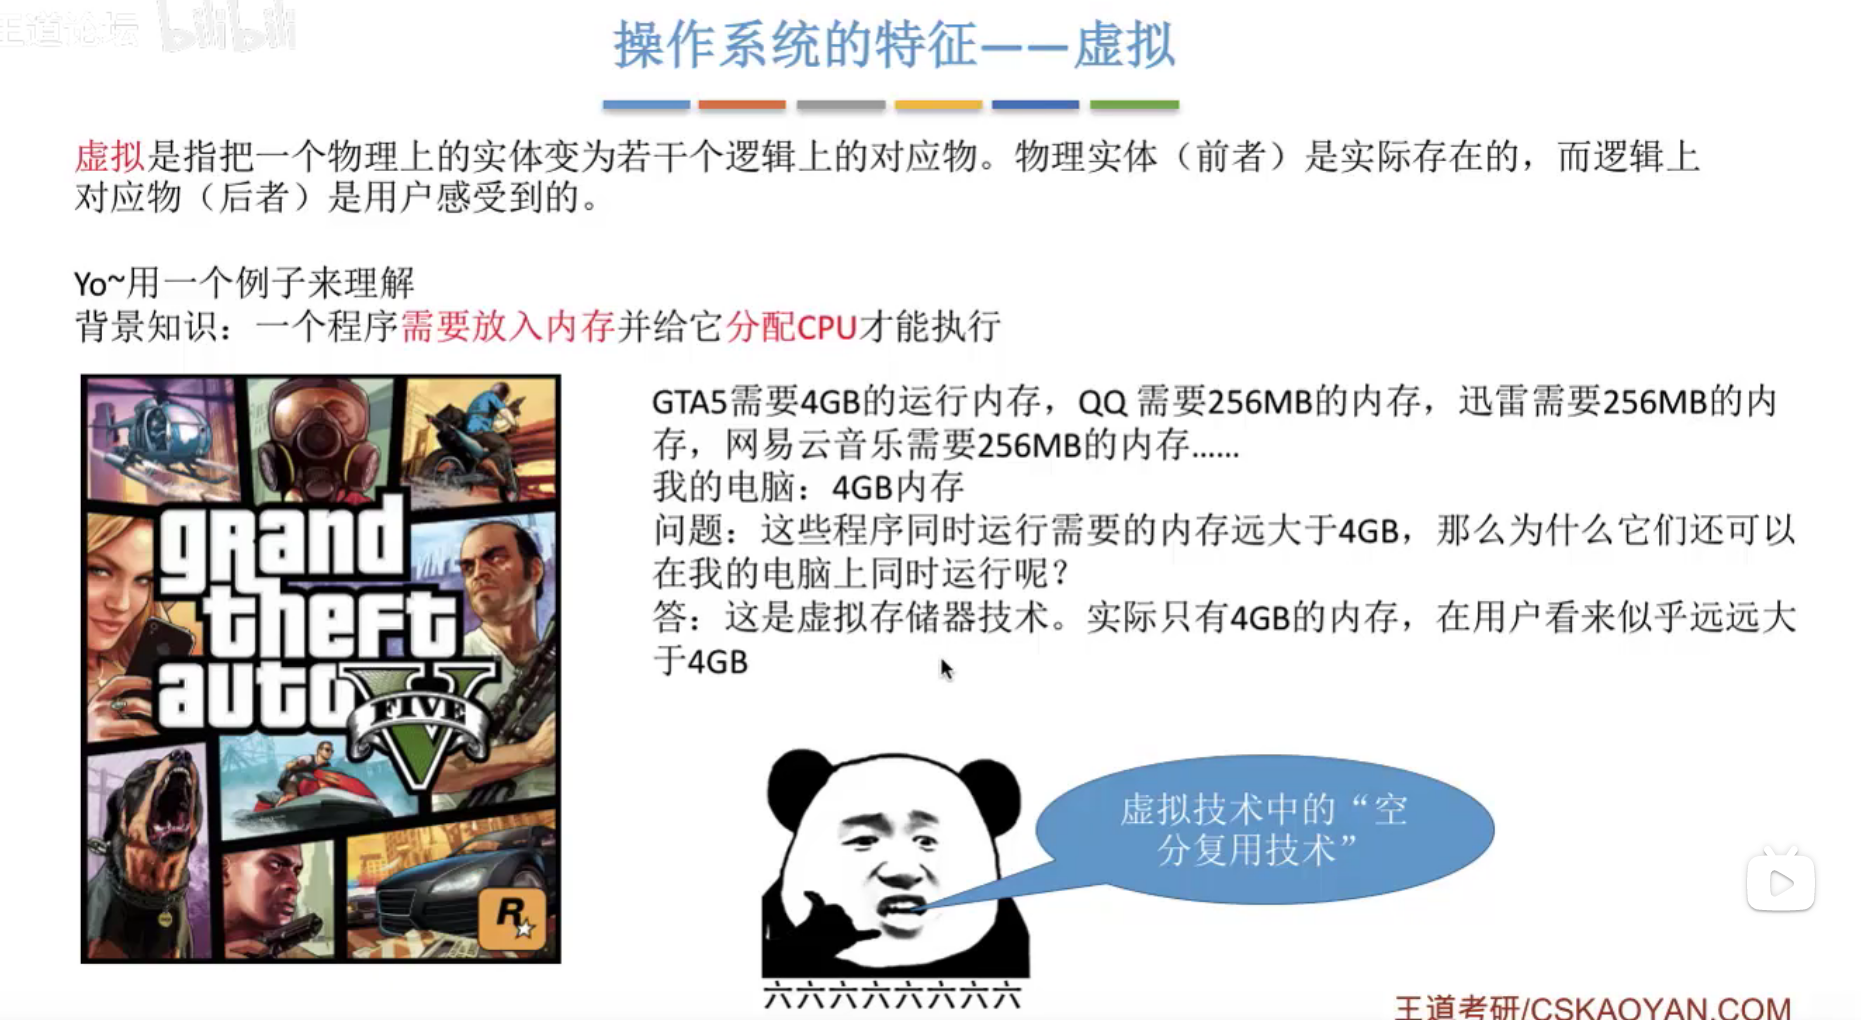 王道论坛 bilibili
操作系统的特征——虚拟
虚拟是指把一个物理上的实体变为若干个逻辑上的对应物。物理实体（前者）是实际存在的，而逻辑上
对应物（后者）是用户感受到的。
Yo~用一个例子来理解
背景知识：一个程序需要放入内存并给它分配CPU才能执行
GTA5需要4GB的运行内存，QQ 需要256MB的内存，迅雷需要256MB的内
存，网易云音乐需要256MB的内存……
我的电脑：4GB内存
问题：这些程序同时运行需要的内存远大于4GB，那么为什么它们还可以
在我的电脑上同时运行呢？
答：这是虚拟存储器技术。实际只有4GB的内存，在用户看来似乎远远大
于4GB
grand
theft
auto
FIVE
R
虚拟技术中的“空
分复用技术”
六六六六六六六六
王道考研/CSKAOYAN.COM